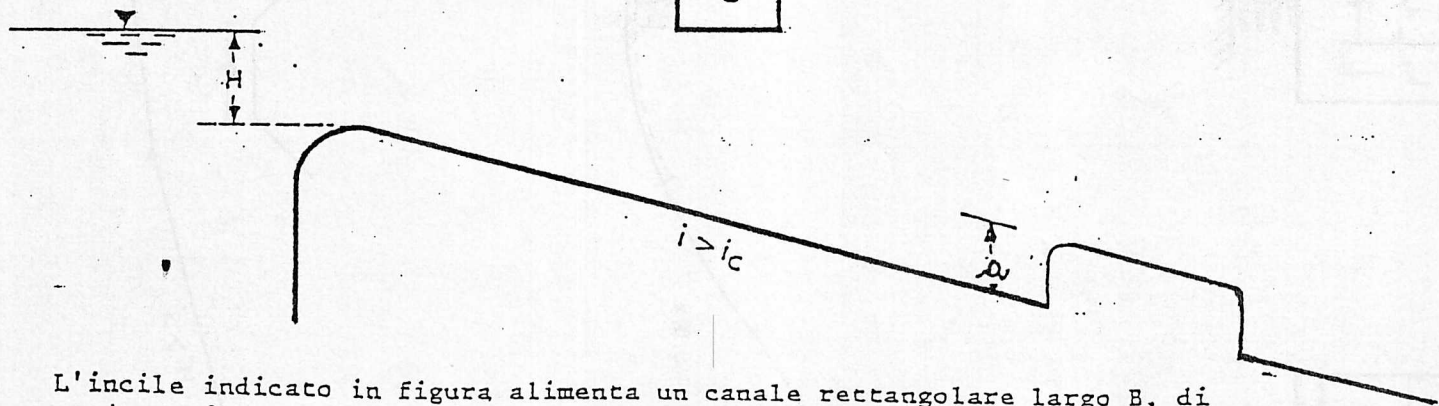 H
i > i_c
a
L'incile indicato in figura alimenta un canale rettangolare largo B, di